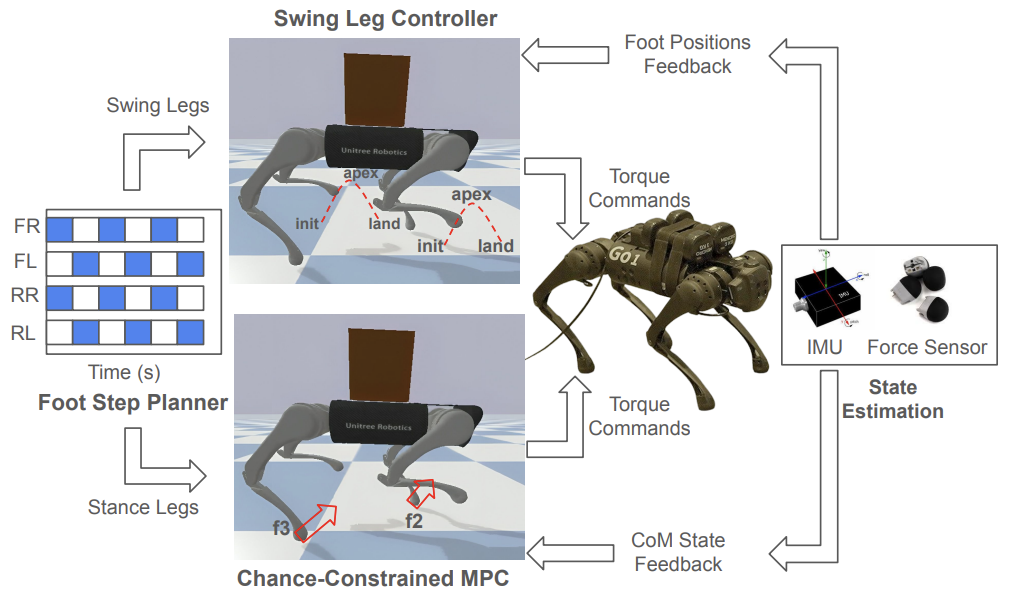 Swing Leg Controller
Foot Positions
Feedback
Swing Legs
Unitree Robotics
apex
init
land
apex
init
land
Torque
Commands
FR
FL
RR
RL
Time (s)
Foot Step Planner
Go1
IMU
IMU
Force Sensor
State
Estimation
Unitree Robotics
Torque
Commands
Stance Legs
f3
f2
CoM State
Feedback
Chance-Constrained MPC